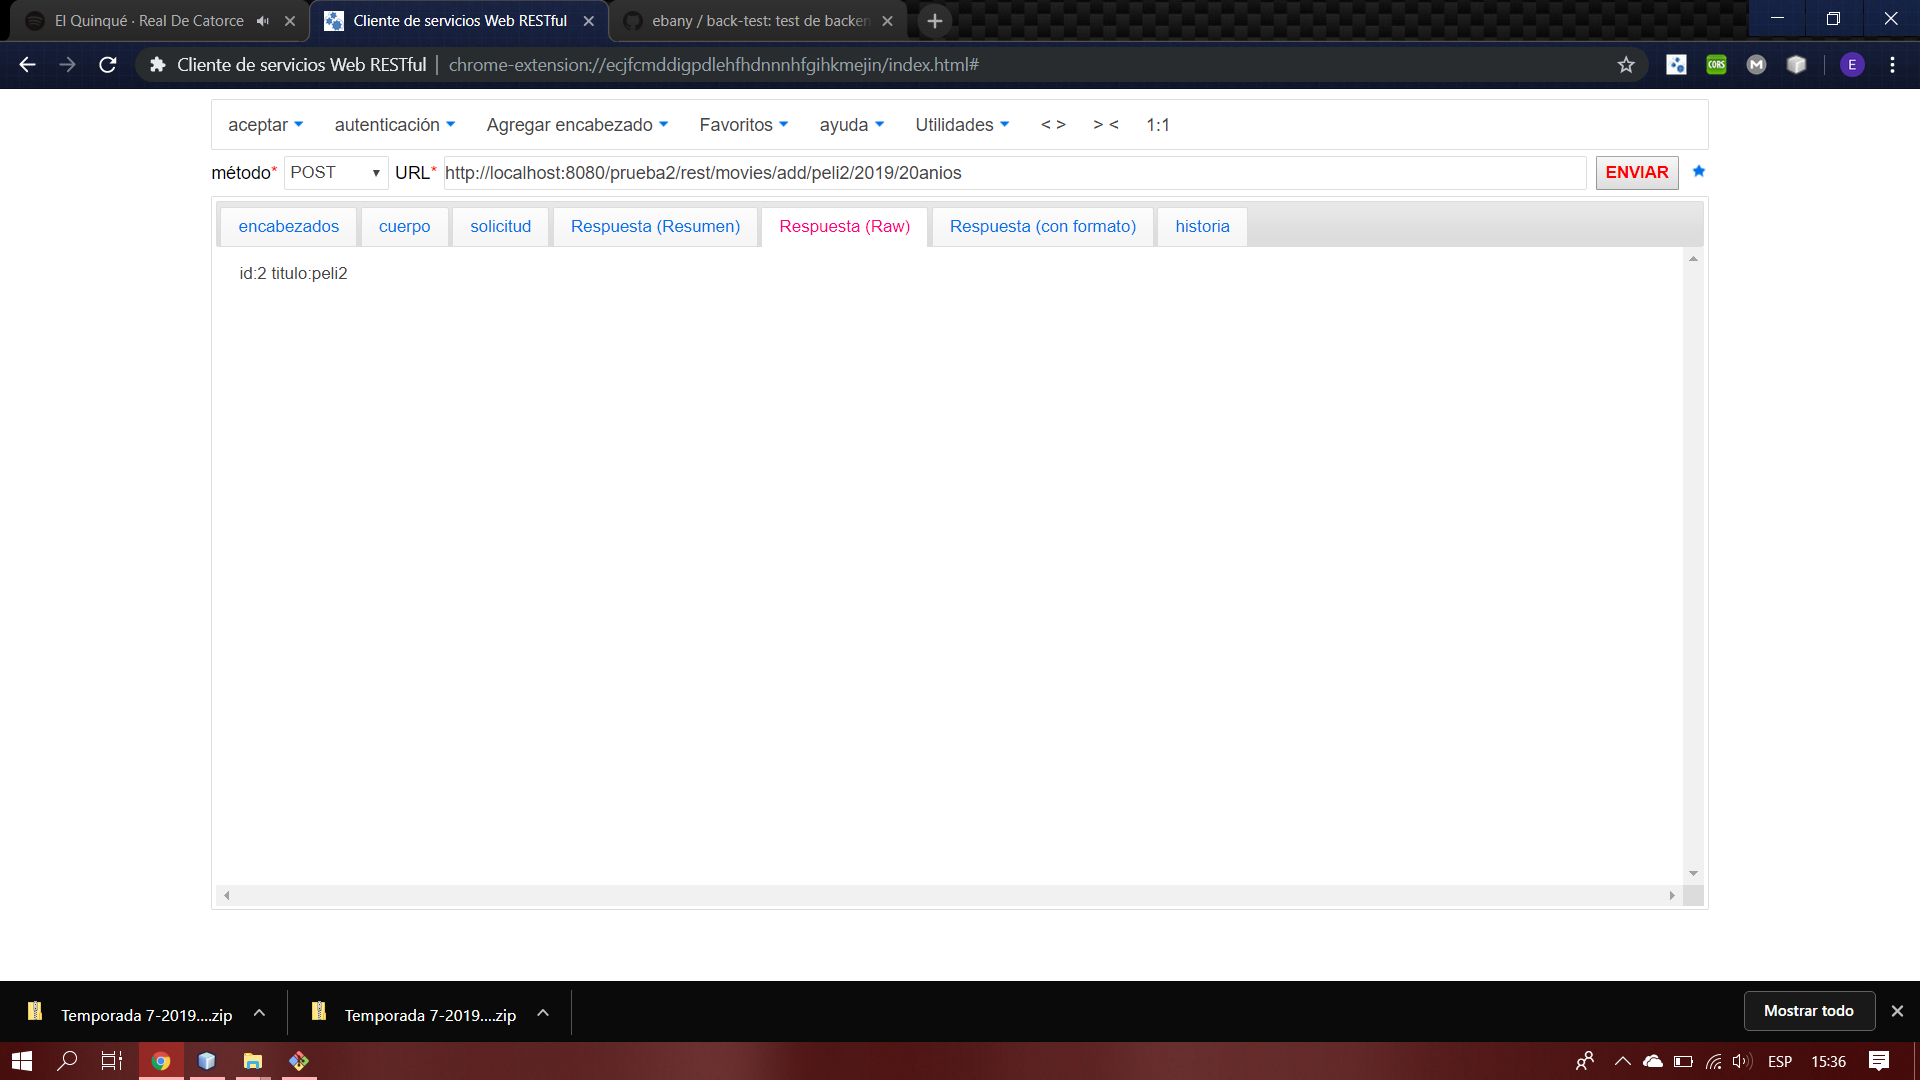 El Quinqué · Real De Catorce
Cliente de servicios Web RESTful
ebany / back-test: test de backen
Cliente de servicios Web RESTful | chrome-extension://ecjfcmddigpdlehfhdnnnhfgihkmejin/index.html#
CORS
M
E
aceptar autenticación Agregar encabezado Favoritos ayuda Utilidades < > > < 1:1
método* POST URL* http://localhost:8080/prueba2/rest/movies/add/peli2/2019/20anios ENVIAR
encabezados cuerpo solicitud Respuesta (Resumen) Respuesta (Raw) Respuesta (con formato) historia
id:2 titulo:peli2
Temporada 7-2019....zip Temporada 7-2019....zip Mostrar todo
ESP 15:36